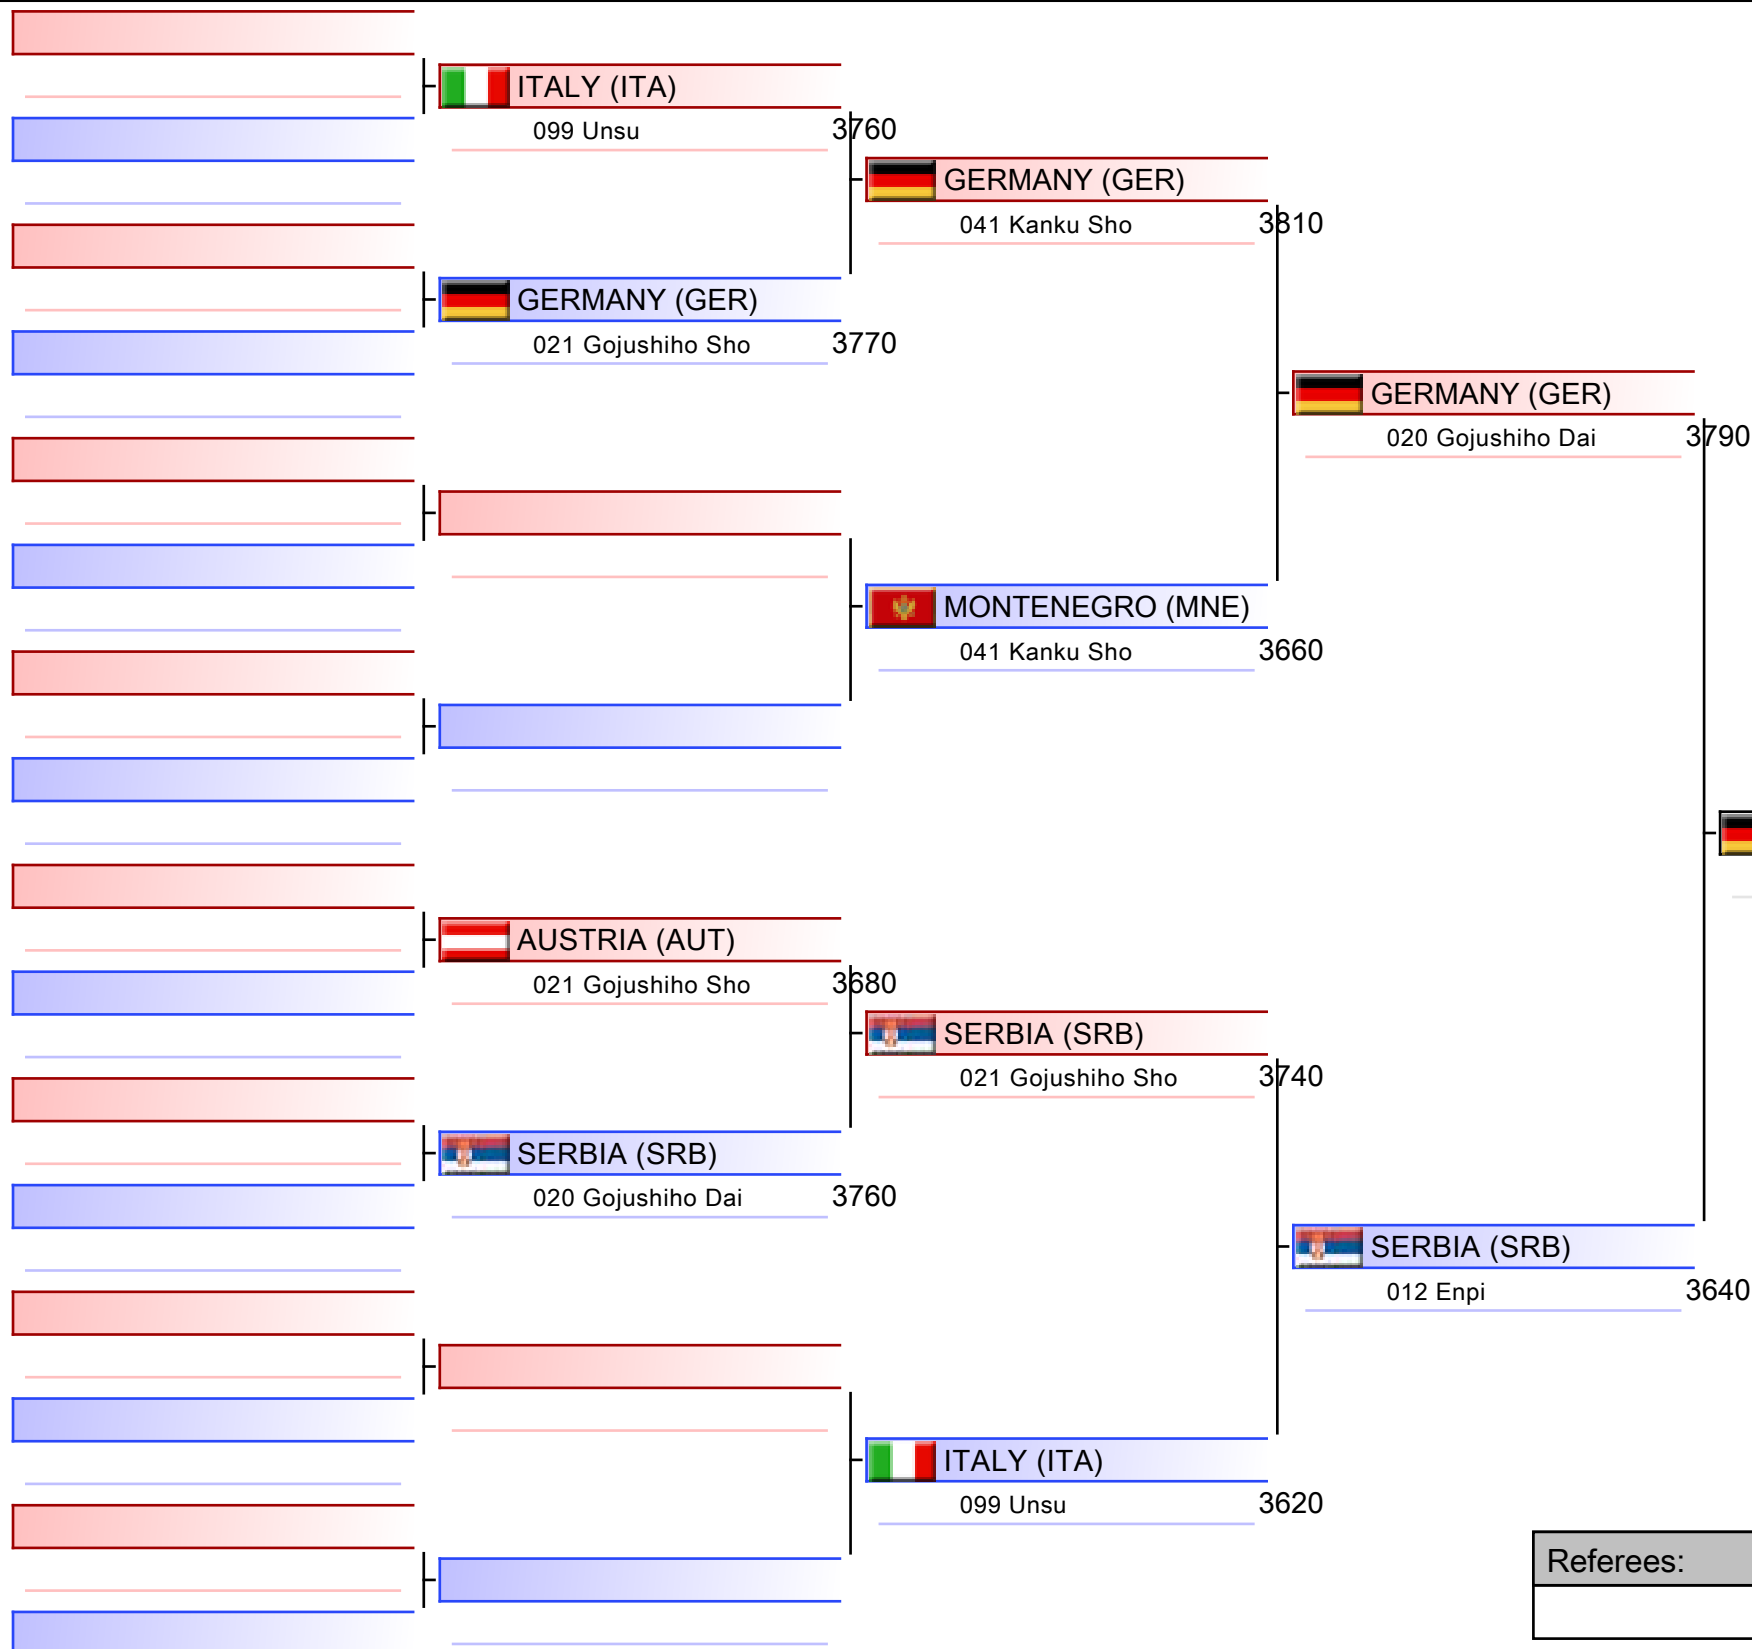 ITALY (ITA)
099 Unsu 3760
GERMANY (GER)
041 Kanku Sho 3810
GERMANY (GER)
021 Gojushiho Sho 3770
GERMANY (GER)
020 Gojushiho Dai 3790
MONTENEGRO (MNE)
041 Kanku Sho 3660
AUSTRIA (AUT)
021 Gojushiho Sho 3680
SERBIA (SRB)
021 Gojushiho Sho 3740
SERBIA (SRB)
020 Gojushiho Dai 3760
SERBIA (SRB)
012 Enpi 3640
ITALY (ITA)
099 Unsu 3620
Referees: